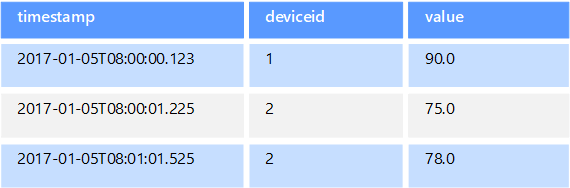 timestamp deviceid value
2017-01-05T08:00:00.123 1 90.0
2017-01-05T08:00:01.225 2 75.0
2017-01-05T08:01:01.525 2 78.0